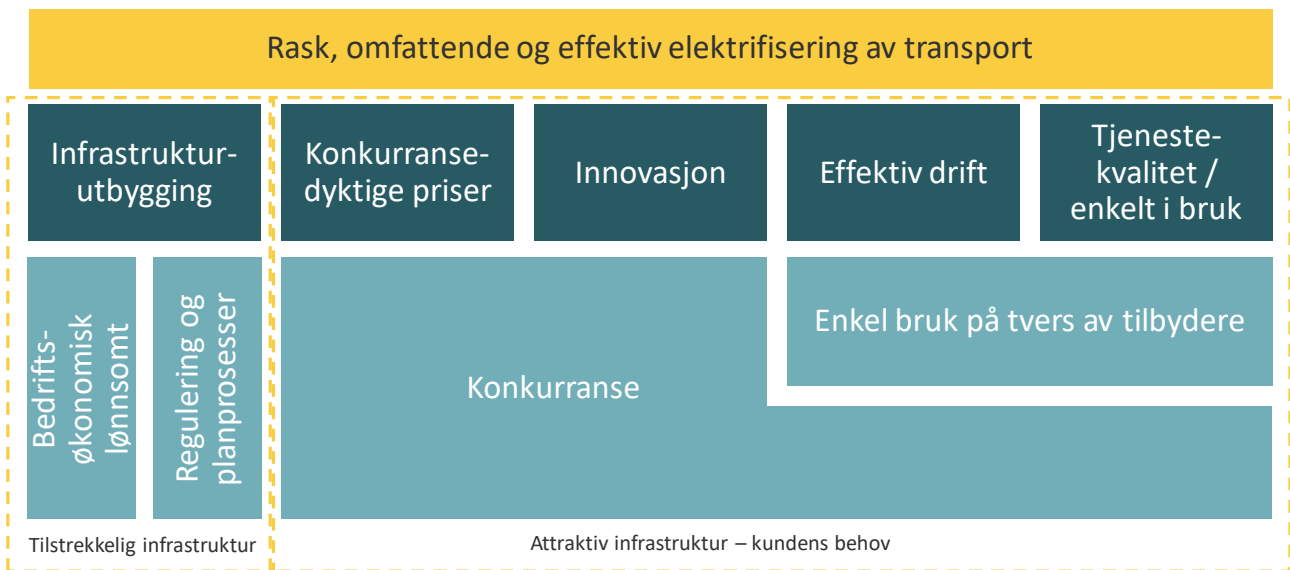 Rask, omfattende og effektiv elektrifisering av transport
Infrastruktur-
utbygging
Konkurranse-
dyktige priser
Innovasjon
Effektiv drift
Tjeneste-
kvalitet /
enkelt i bruk
Bedrifts-
økonomisk
lønnsomt
Regulering og
planprosesser
Konkurranse
Enkel bruk på tvers av tilbydere
Tilstrekkelig infrastruktur
Attraktiv infrastruktur – kundens behov